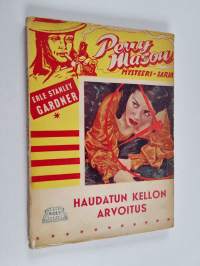 Perry Mason
MYSTEERI-SARJA
ERLE STANLEY
GARDNER
HAUDATUN KELLON
ARVOITUS